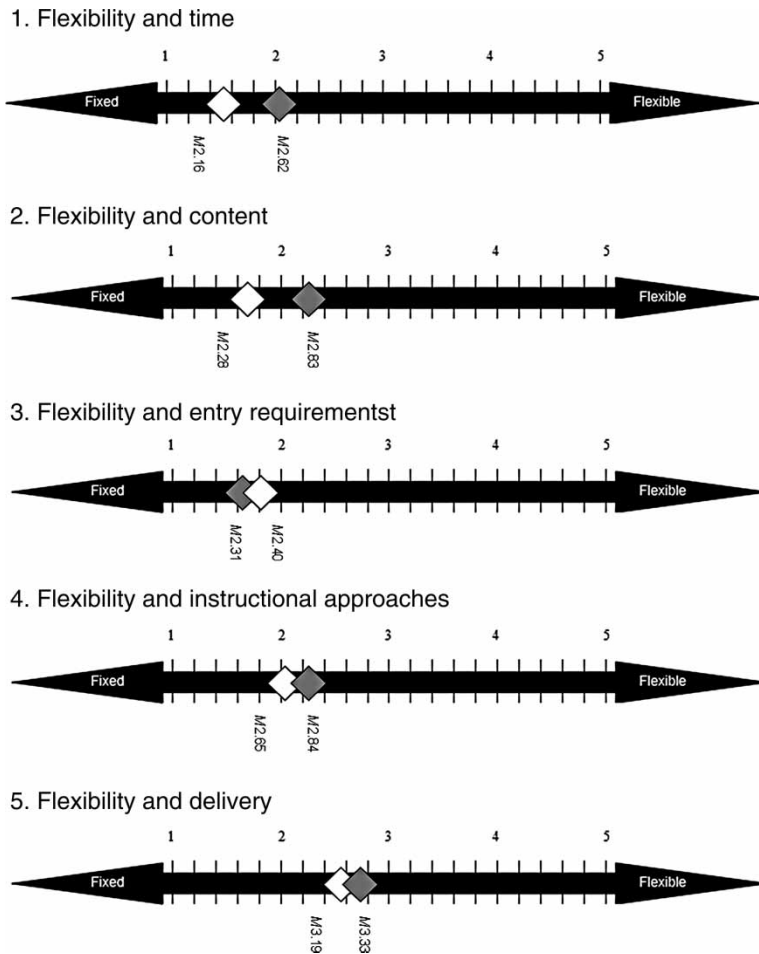 1. Flexibility and time
1 2 3 4 5
Fixed Flexible
M2.16 M2.62
2. Flexibility and content
1 2 3 4 5
Fixed Flexible
M2.28 M2.83
3. Flexibility and entry requirementst
1 2 3 4 5
Fixed Flexible
M2.31 M2.40
4. Flexibility and instructional approaches
1 2 3 4 5
Fixed Flexible
M2.65 M2.84
5. Flexibility and delivery
1 2 3 4 5
Fixed Flexible
M3.19 M3.33